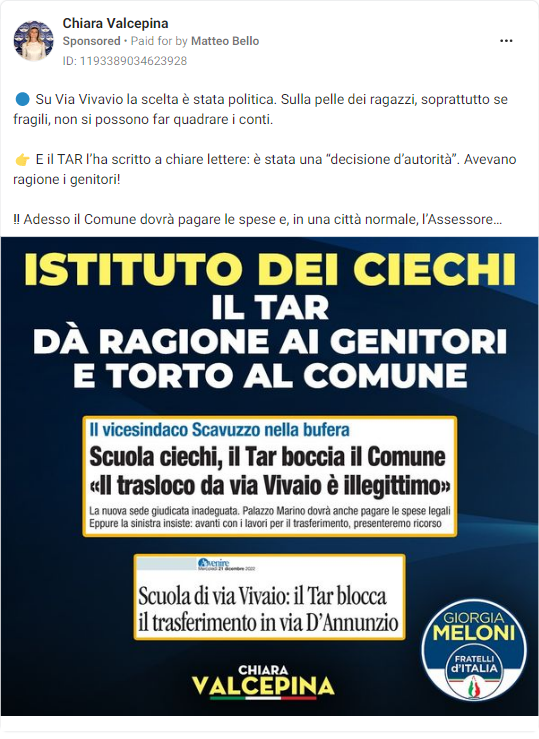 Chiara Valcepina
Sponsored • Paid for by Matteo Bello
ID: 1193389034623928
🔵 Su Via Vivavio la scelta è stata politica. Sulla pelle dei ragazzi, soprattutto se
fragili, non si possono far quadrare i conti.
👉 E il TAR l’ha scritto a chiare lettere: è stata una “decisione d’autorità”. Avevano
ragione i genitori!
‼ Adesso il Comune dovrà pagare le spese e, in una città normale, l’Assessore...
ISTITUTO DEI CIECHI
IL TAR
DÀ RAGIONE AI GENITORI
E TORTO AL COMUNE
Il vicesindaco Scavuzzo nella bufera
Scuola ciechi, il Tar boccia il Comune
«Il trasloco da via Vivaio è illegittimo»
La nuova sede giudicata inadeguata. Palazzo Marino dovrà anche pagare le spese legali
Eppure la sinistra insiste: avanti con i lavori per il trasferimento, presenteremo ricorso
Avvenire
Mercoledì 21 dicembre 2022
Scuola di via Vivaio: il Tar blocca
il trasferimento in via D’Annunzio
GIORGIA
MELONI
FRATELLI
d'ITALIA
CHIARA
VALCEPINA